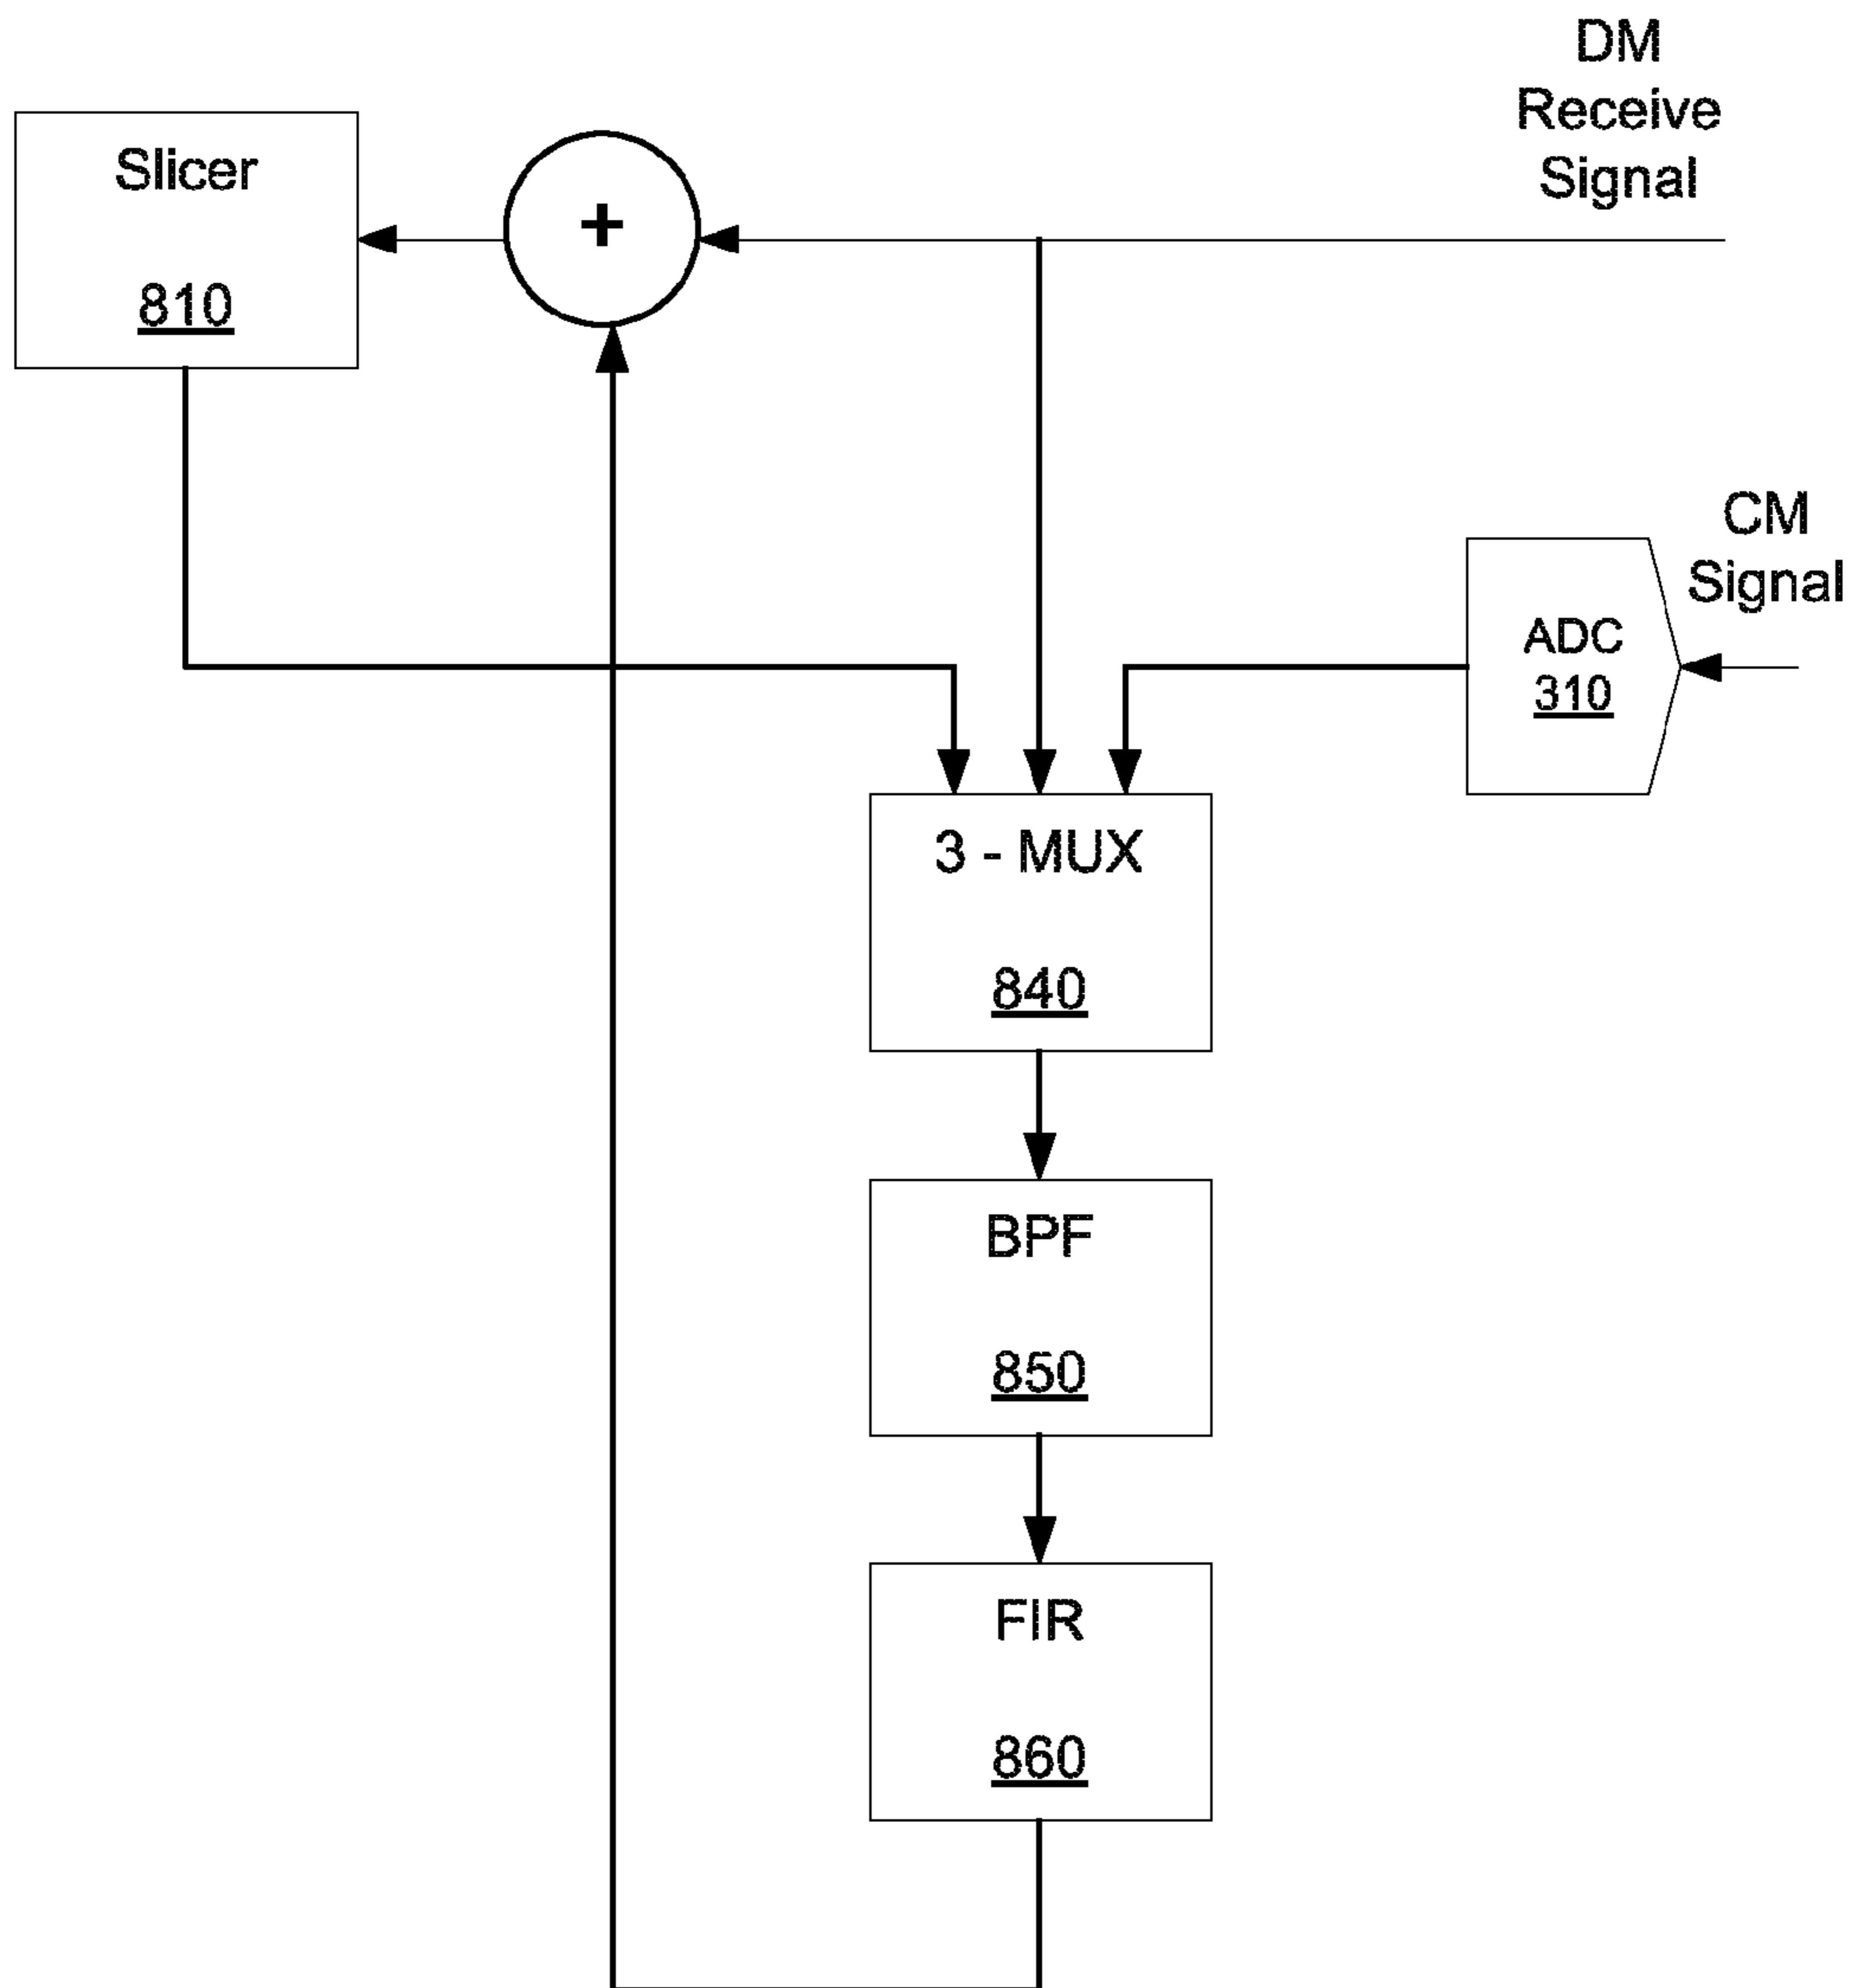 DM
Receive
Signal
Slicer
810
+
CM
Signal
ADC
310
3 - MUX
840
BPF
850
FIR
860